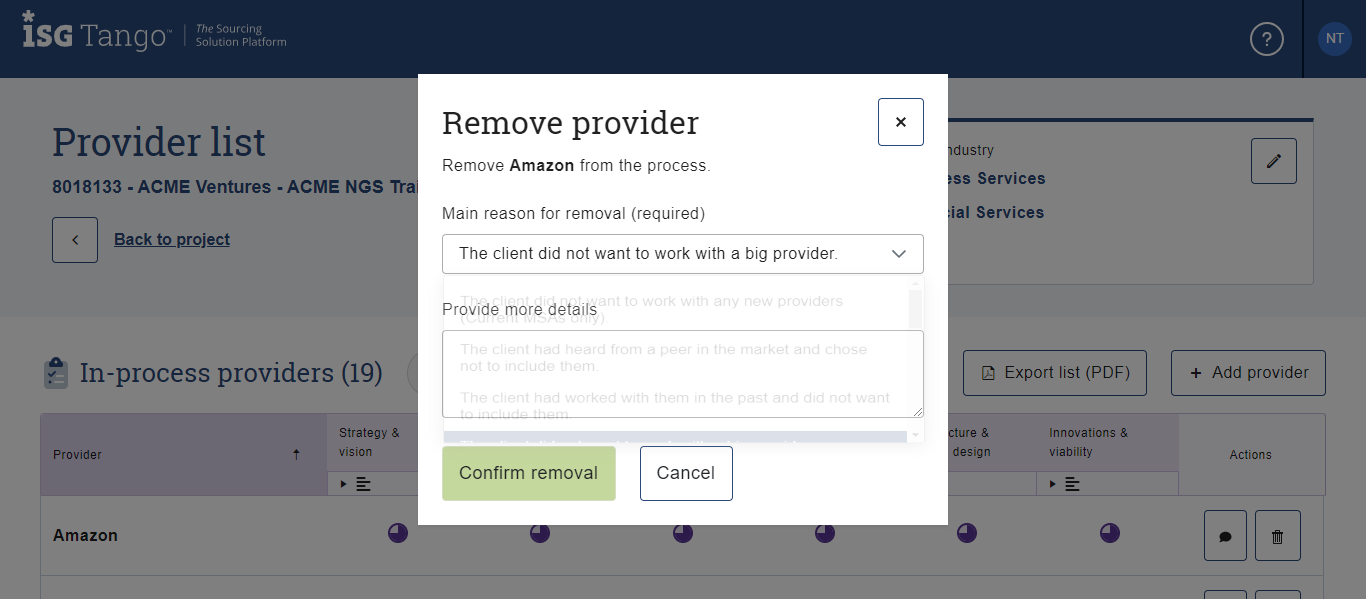 ISG Tango™
The Sourcing
Solution Platform
?
NT
Provider list
8018133 - ACME Ventures - ACME NGS Trai
Back to project
ndustry
ess Services
ial Services
Remove provider
Remove Amazon from the process.
Main reason for removal (required)
The client did not want to work with a big provider.
The client did not want to work with any new providers
(Current MSAs only).
Provide more details
The client had heard from a peer in the market and chose
not to include them.
The client had worked with them in the past and did not want
to include them.
Confirm removal
Cancel
In-process providers (19)
Export list (PDF)
+ Add provider
Provider
Strategy &
vision
cture &
design
Innovations &
viability
Actions
Amazon